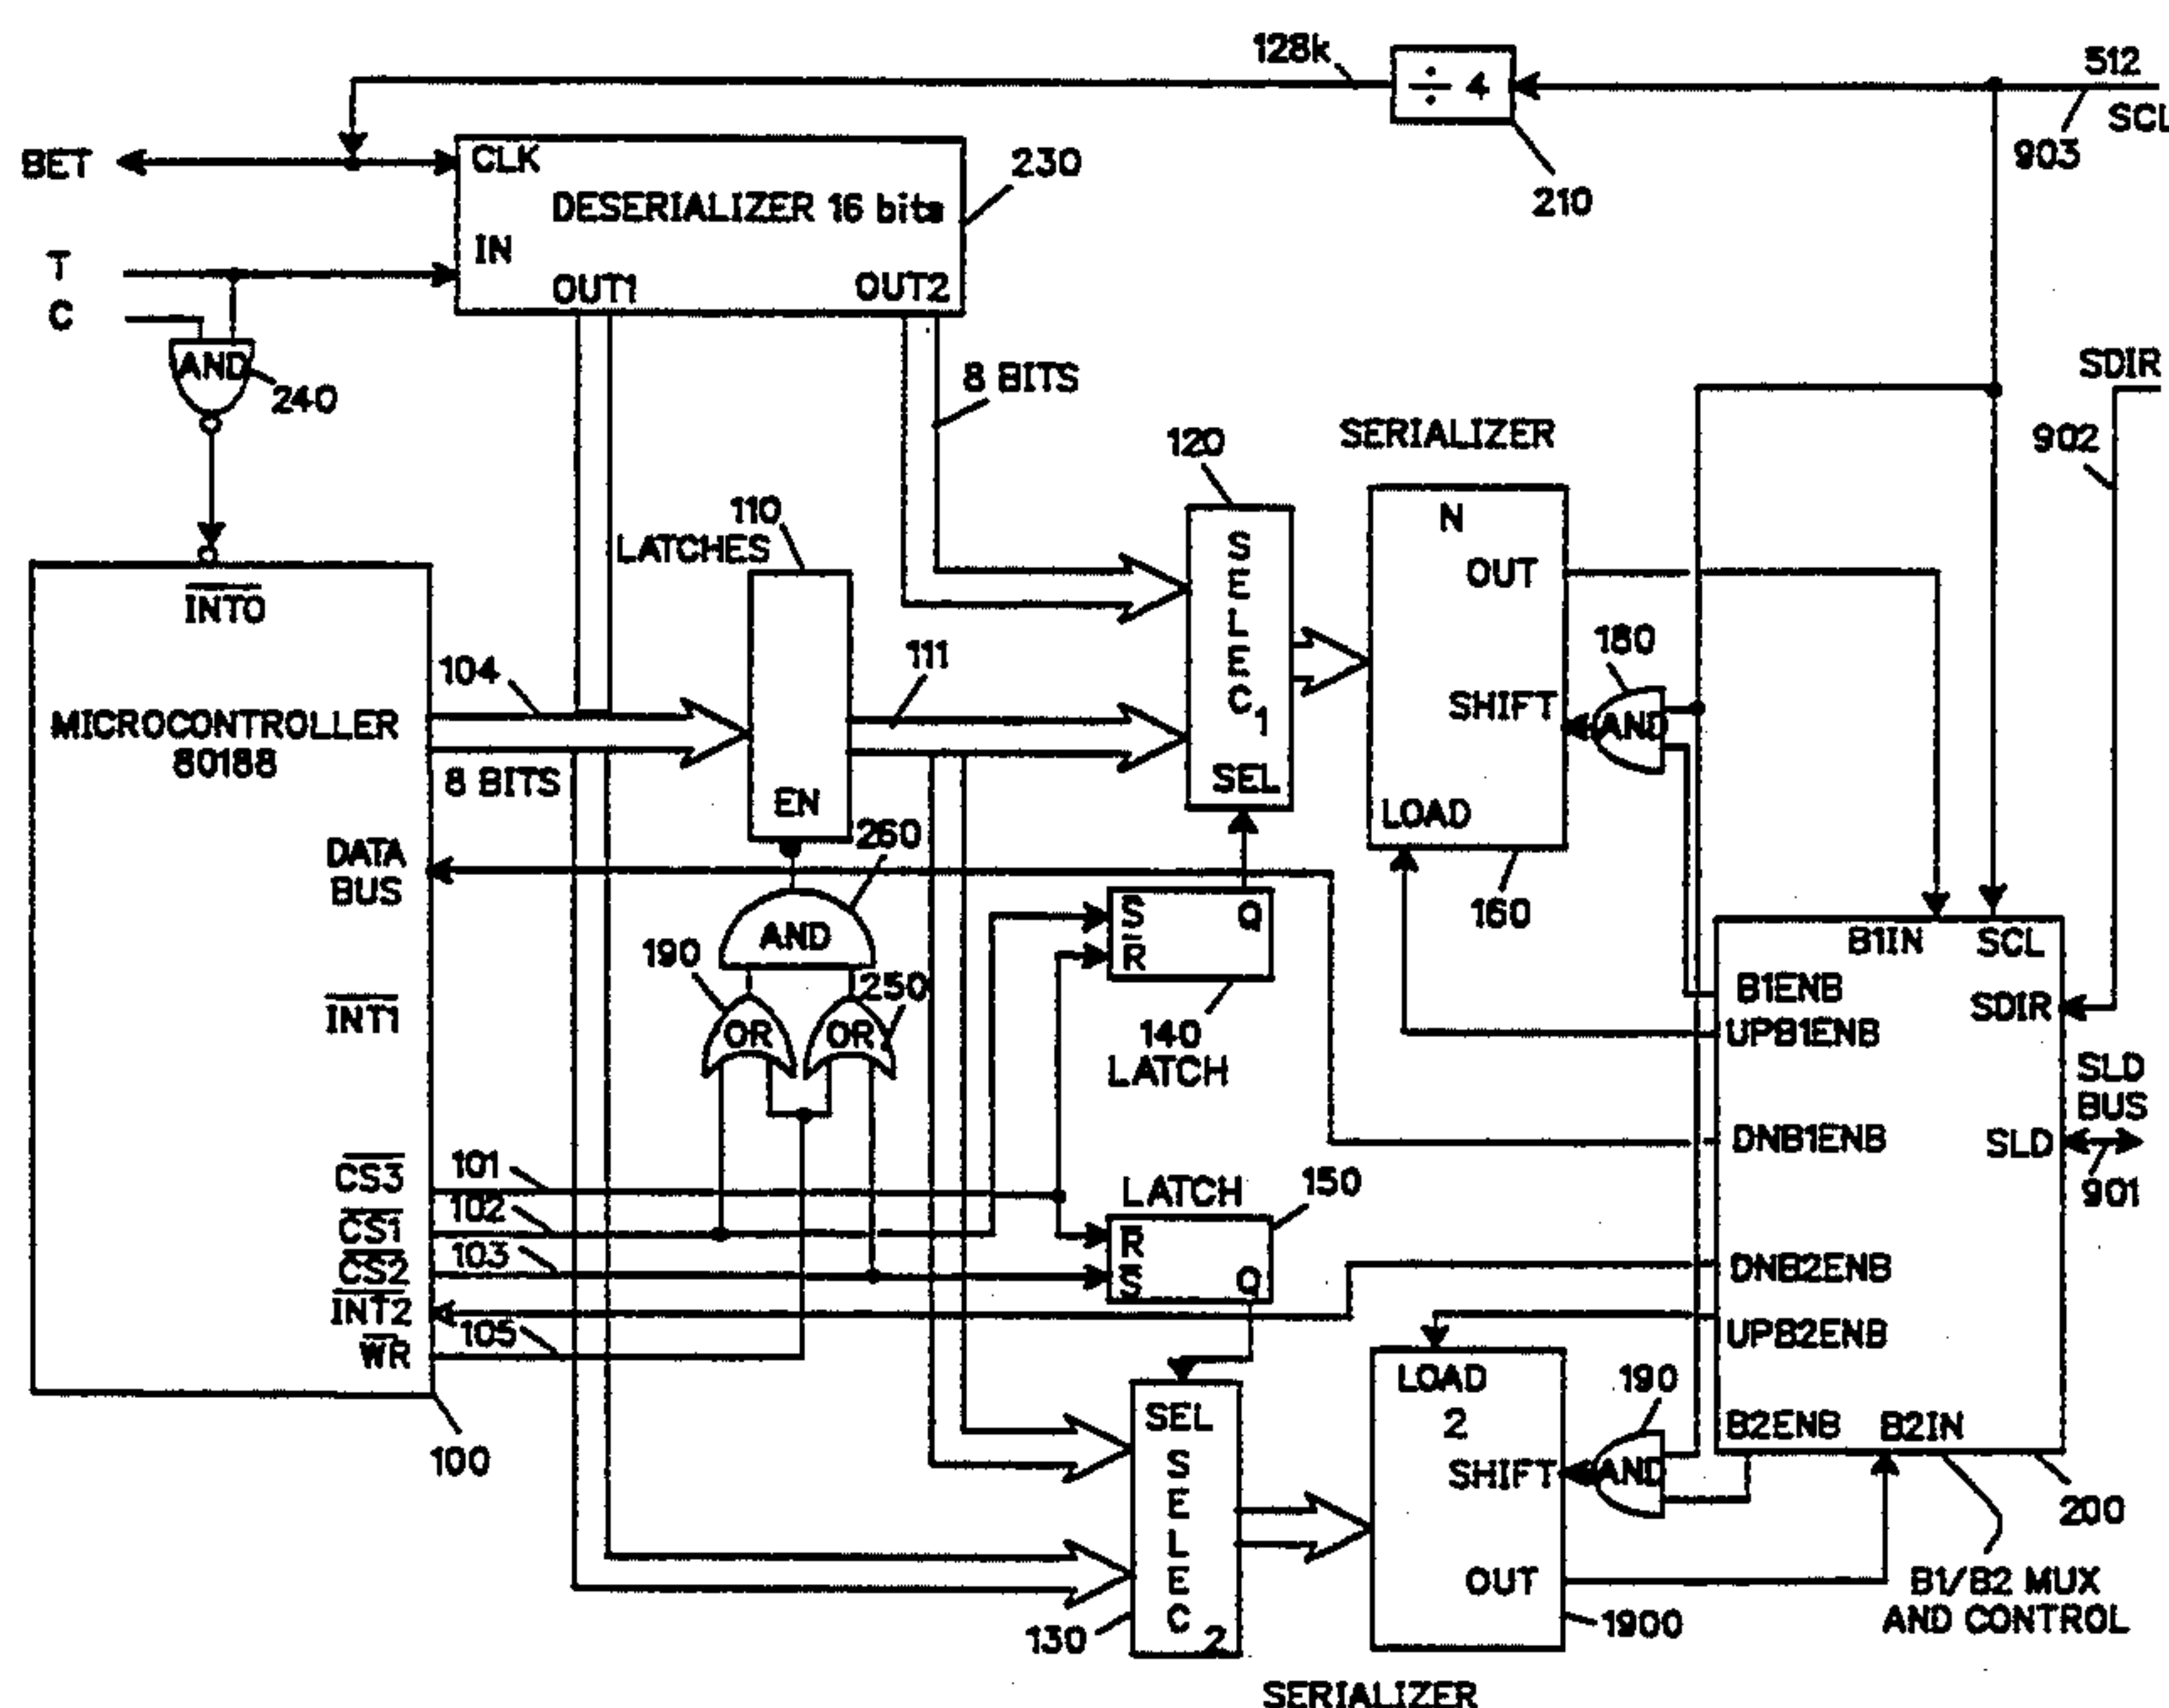 128k
÷ 4
512
SCL
903
210
BET
CLK
230
DESERIALIZER 16 bits
T
IN
C
OUT1
OUT2
AND
240
8 BITS
SDIR
902
120
SERIALIZER
110
LATCHES
SELEC 1
N
OUT
INT0
104
111
180
MICROCONTROLLER
80188
SHIFT
AND
8 BITS
SEL
EN
LOAD
260
DATA
BUS
160
S
Q
AND
R
190
250
B1IN
SCL
B1ENB
SDIR
INT1
OR
OR
140
LATCH
UPB1ENB
SLD
BUS
DNB1ENB
SLD
901
CS3
101
LATCH
150
102
CS1
R
103
CS2
S
Q
DNB2ENB
INT2
105
UPB2ENB
WR
LOAD
2
190
SEL
B2ENB
B2IN
100
SHIFT
AND
SELEC 2
200
OUT
B1/B2 MUX
AND CONTROL
130
1900
SERIALIZER